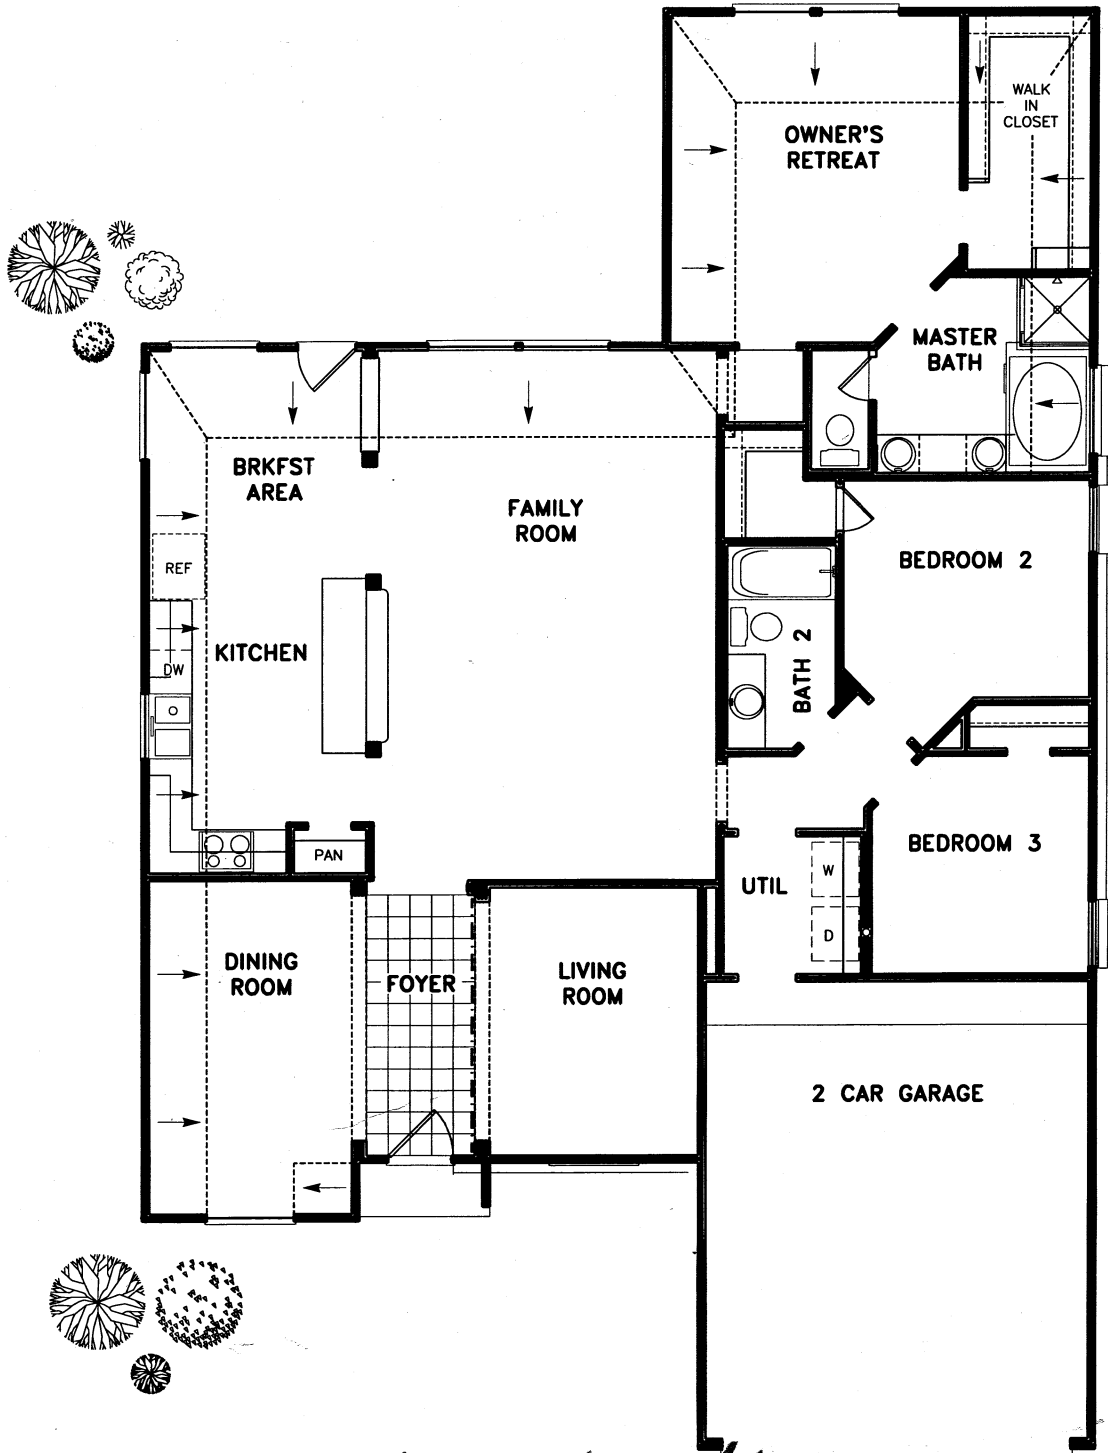 WALK
IN
CLOSET
OWNER'S
RETREAT
MASTER
BATH
BRKFST
AREA
FAMILY
ROOM
BEDROOM 2
REF
KITCHEN
BATH 2
DW
BEDROOM 3
PAN
W
UTIL
D
DINING
ROOM
FOYER
LIVING
ROOM
2 CAR GARAGE